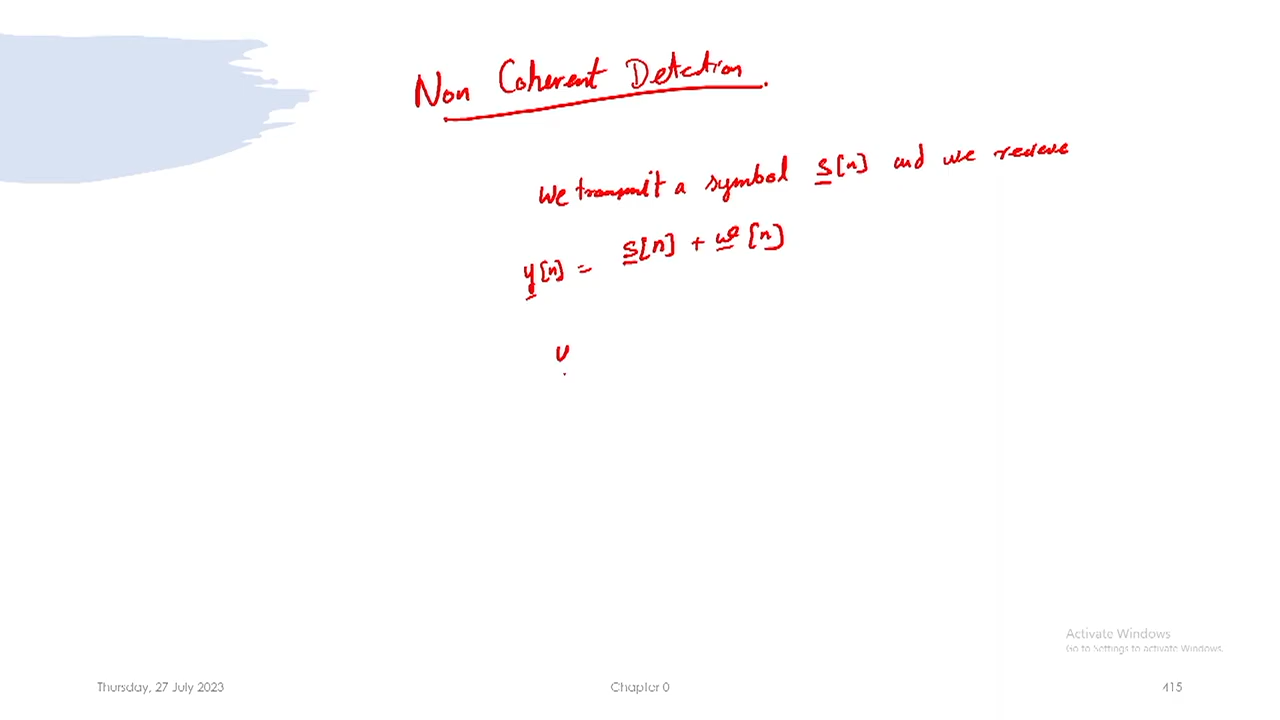 Non Coherent Detection.
We transmit a symbol s[n] and we recieve
y[n] = s[n] + w[n]
Activate Windows
Go to Settings to activate Windows.
Thursday, 27 July 2023 Chapter 0 415